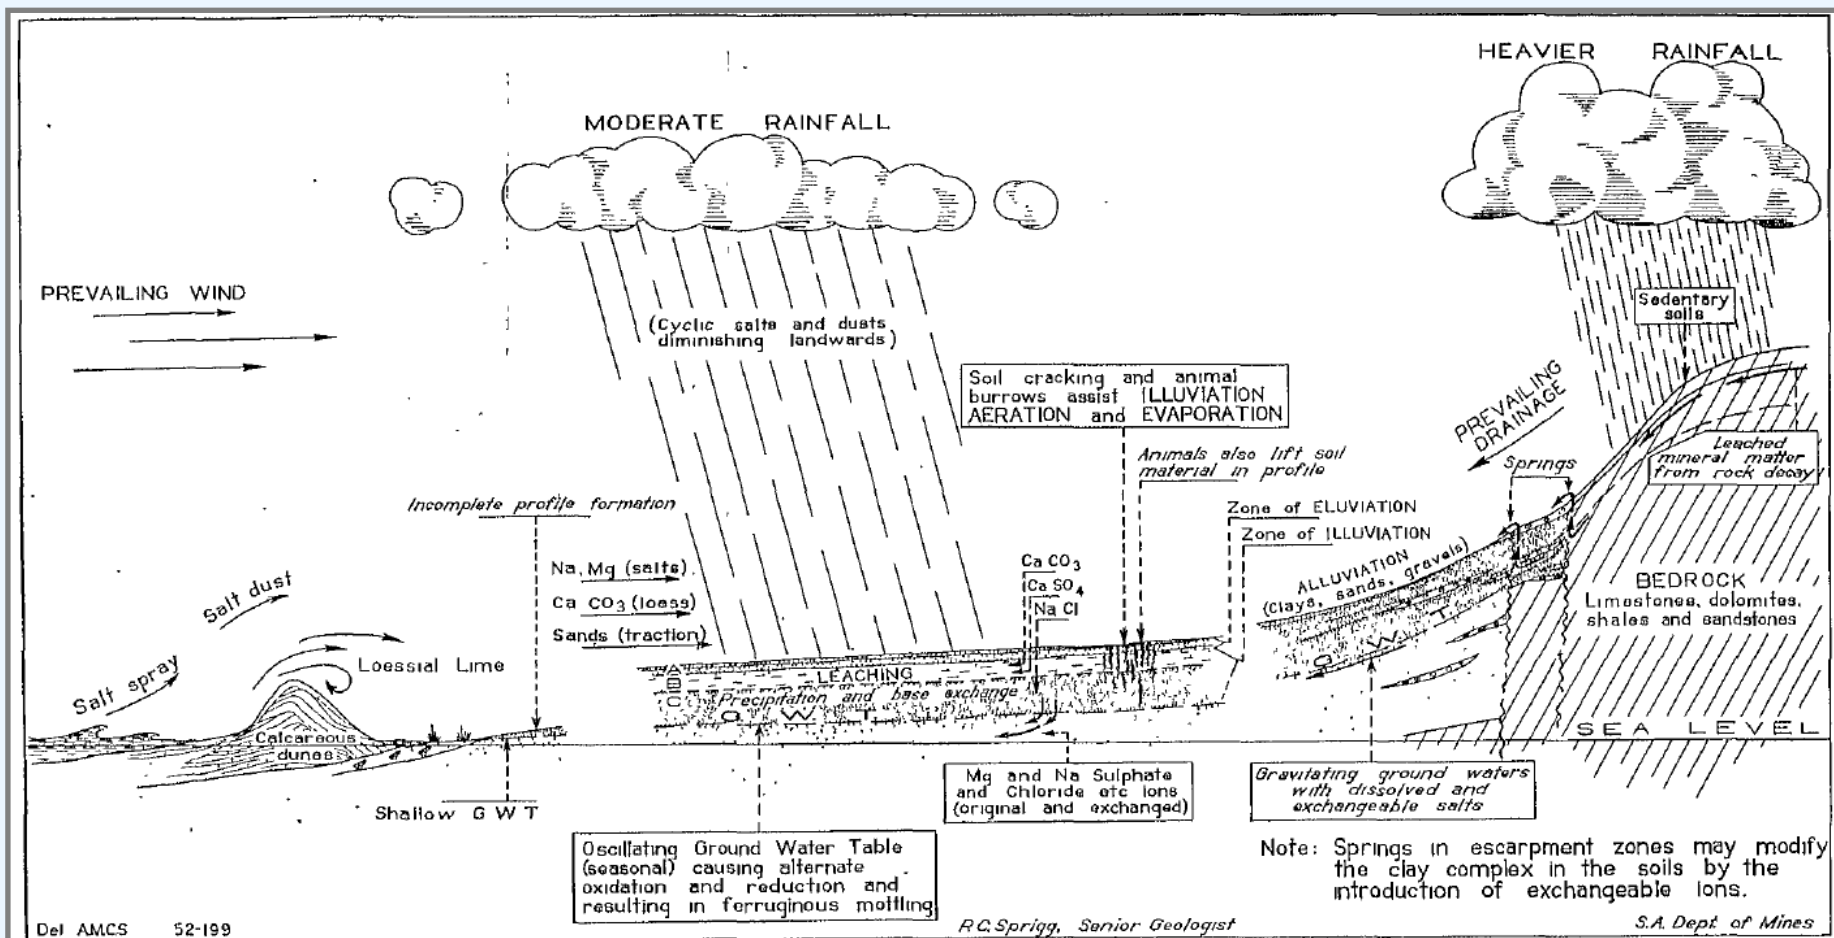 HEAVIER RAINFALL
MODERATE RAINFALL
PREVAILING WIND
(Cyclic salts and dusts
diminishing landwards)
Sedentary
soils
Soil cracking and animal
burrows assist ILLUVIATION
AERATION and EVAPORATION
PREVAILING
DRAINAGE
Animals also lift soil
material in profile
Springs
Leached
mineral matter
from rock decay
Incomplete profile formation
Zone of ELUVIATION
Zone of ILLUVIATION
Na, Mg (salts)
Ca CO3 (loess)
Sands (traction)
Ca CO3
Ca SO4
Na Cl
ALLUVIATION
(Clays, sands, gravels)
BEDROCK
Limestones, dolomites,
shales and sandstones
Salt dust
Salt spray
Loessial Lime
A
B
C
LEACHING
Precipitation and base exchange
G W T
G W T
Calcareous
dunes
SEA LEVEL
Shallow G W T
Mg and Na Sulphate
and Chloride etc Ions
(original and exchanged)
Gravitating ground waters
with dissolved and
exchangeable salts
Oscillating Ground Water Table
(seasonal) causing alternate
oxidation and reduction and
resulting in ferruginous mottling
Note: Springs in escarpment zones may modify
the clay complex in the soils by the
introduction of exchangeable ions.
Del AMCS 52-199
R.C. Sprigg, Senior Geologist
S.A. Dept of Mines